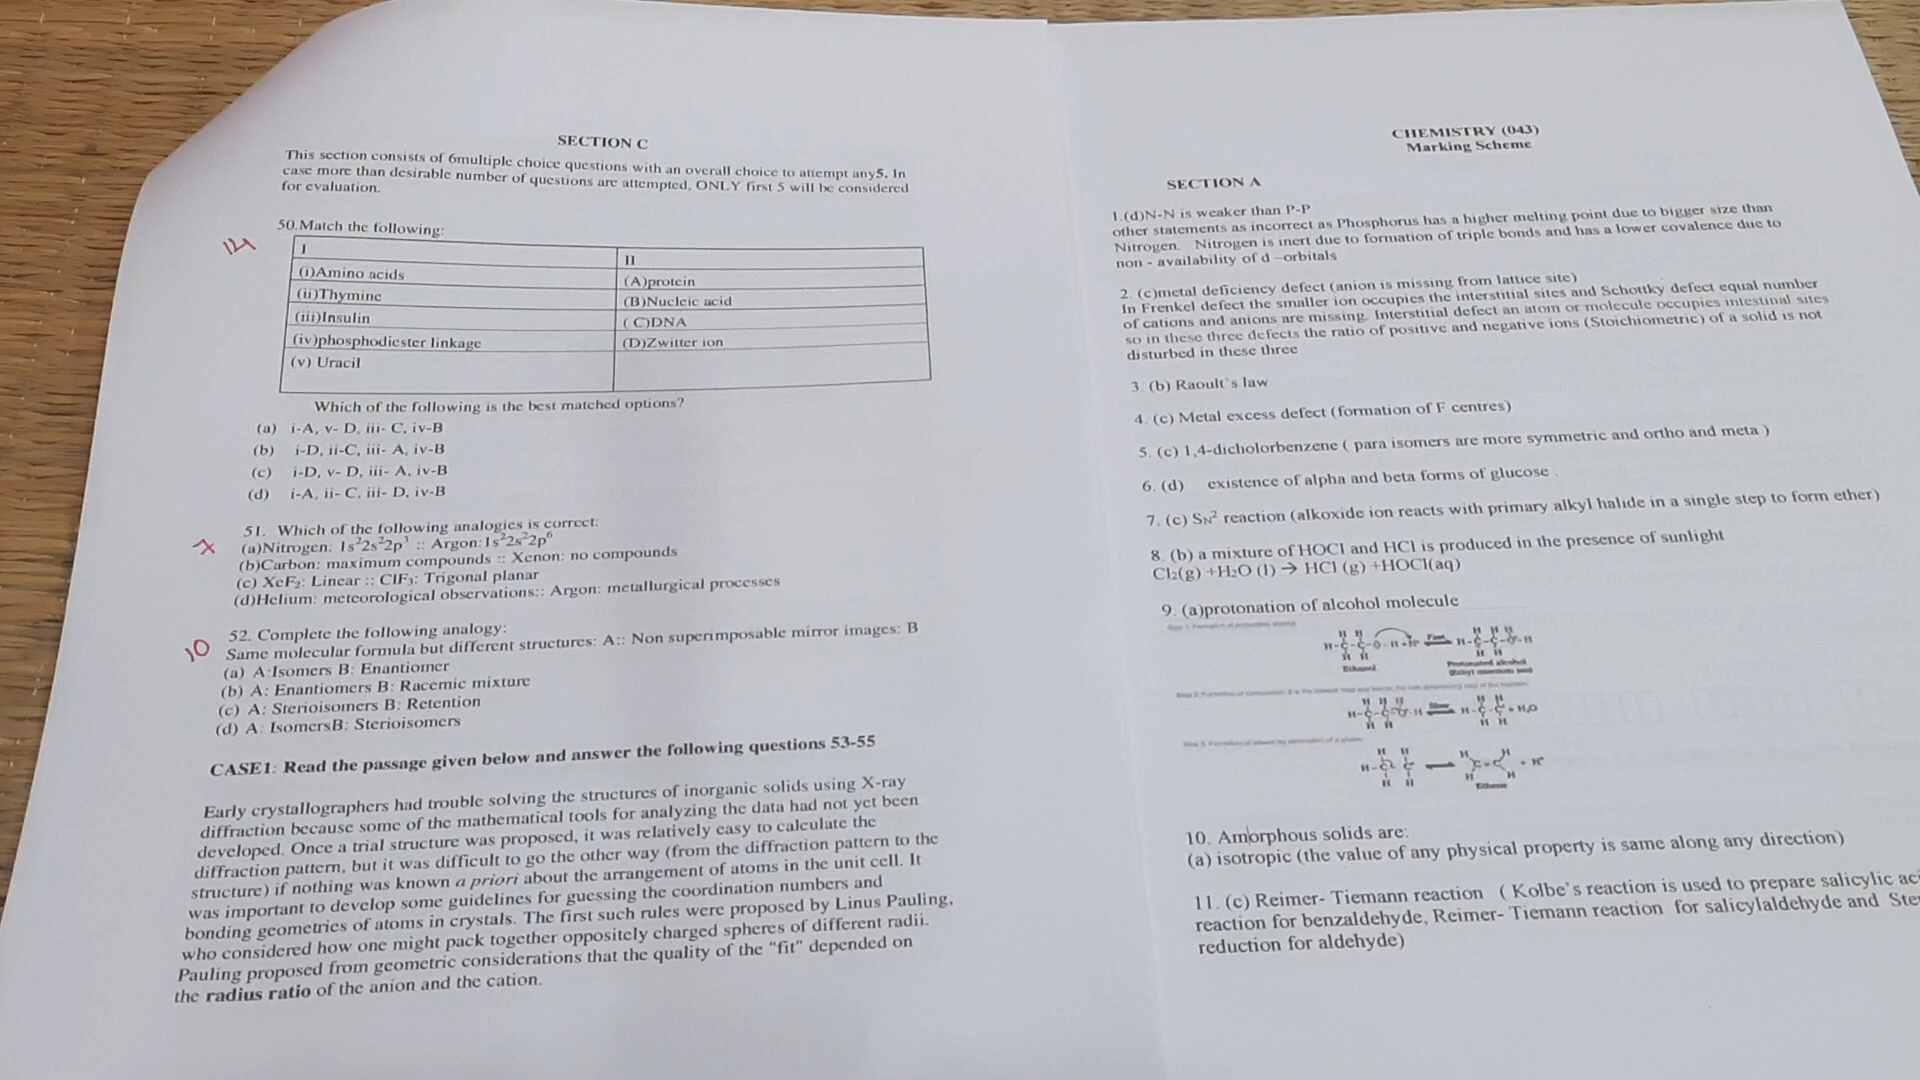 SECTION C
This section consists of 6multiple choice questions with an overall choice to attempt any5. In
case more than desirable number of questions are attempted, ONLY first 5 will be considered
for evaluation.
14
50.Match the following:
I II
(i)Amino acids (A)protein
(ii)Thymine (B)Nucleic acid
(iii)Insulin ( C)DNA
(iv)phosphodiester linkage (D)Zwitter ion
(v) Uracil
Which of the following is the best matched options?
(a) i-A, v- D, iii- C, iv-B
(b) i-D, ii-C, iii- A, iv-B
(c) i-D, v- D, iii- A, iv-B
(d) i-A, ii- C, iii- D, iv-B
7
51. Which of the following analogies is correct:
(a)Nitrogen: 1s²2s²2p³ :: Argon:1s²2s²2p⁶
(b)Carbon: maximum compounds :: Xenon: no compounds
(c) XeF₂: Linear :: ClF₃: Trigonal planar
(d)Helium: meteorological observations:: Argon: metallurgical processes
10
52. Complete the following analogy:
Same molecular formula but different structures: A:: Non superimposable mirror images: B
(a) A:Isomers B: Enantiomer
(b) A: Enantiomers B: Racemic mixture
(c) A: Sterioisomers B: Retention
(d) A: IsomersB: Sterioisomers
CASE1: Read the passage given below and answer the following questions 53-55
Early crystallographers had trouble solving the structures of inorganic solids using X-ray
diffraction because some of the mathematical tools for analyzing the data had not yet been
developed. Once a trial structure was proposed, it was relatively easy to calculate the
diffraction pattern, but it was difficult to go the other way (from the diffraction pattern to the
structure) if nothing was known a priori about the arrangement of atoms in the unit cell. It
was important to develop some guidelines for guessing the coordination numbers and
bonding geometries of atoms in crystals. The first such rules were proposed by Linus Pauling,
who considered how one might pack together oppositely charged spheres of different radii.
Pauling proposed from geometric considerations that the quality of the "fit" depended on
the radius ratio of the anion and the cation.
CHEMISTRY (043)
Marking Scheme
SECTION A
1.(d)N-N is weaker than P-P
other statements as incorrect as Phosphorus has a higher melting point due to bigger size than
Nitrogen. Nitrogen is inert due to formation of triple bonds and has a lower covalence due to
non - availability of d –orbitals
2. (c)metal deficiency defect (anion is missing from lattice site)
In Frenkel defect the smaller ion occupies the interstitial sites and Schottky defect equal number
of cations and anions are missing. Interstitial defect an atom or molecule occupies intestinal sites
so in these three defects the ratio of positive and negative ions (Stoichiometric) of a solid is not
disturbed in these three
3. (b) Raoult's law
4. (c) Metal excess defect (formation of F centres)
5. (c) 1,4-dicholorbenzene ( para isomers are more symmetric and ortho and meta )
6. (d) existence of alpha and beta forms of glucose .
7. (c) SN² reaction (alkoxide ion reacts with primary alkyl halide in a single step to form ether)
8. (b) a mixture of HOCl and HCl is produced in the presence of sunlight
Cl₂(g) +H₂O (l) → HCl (g) +HOCl(aq)
9. (a)protonation of alcohol molecule
Ethanol
Protonated alcohol
Ethene
10. Amorphous solids are:
(a) isotropic (the value of any physical property is same along any direction)
11. (c) Reimer- Tiemann reaction ( Kolbe's reaction is used to prepare salicylic
reaction for benzaldehyde, Reimer- Tiemann reaction for salicylaldehyde and
reduction for aldehyde)